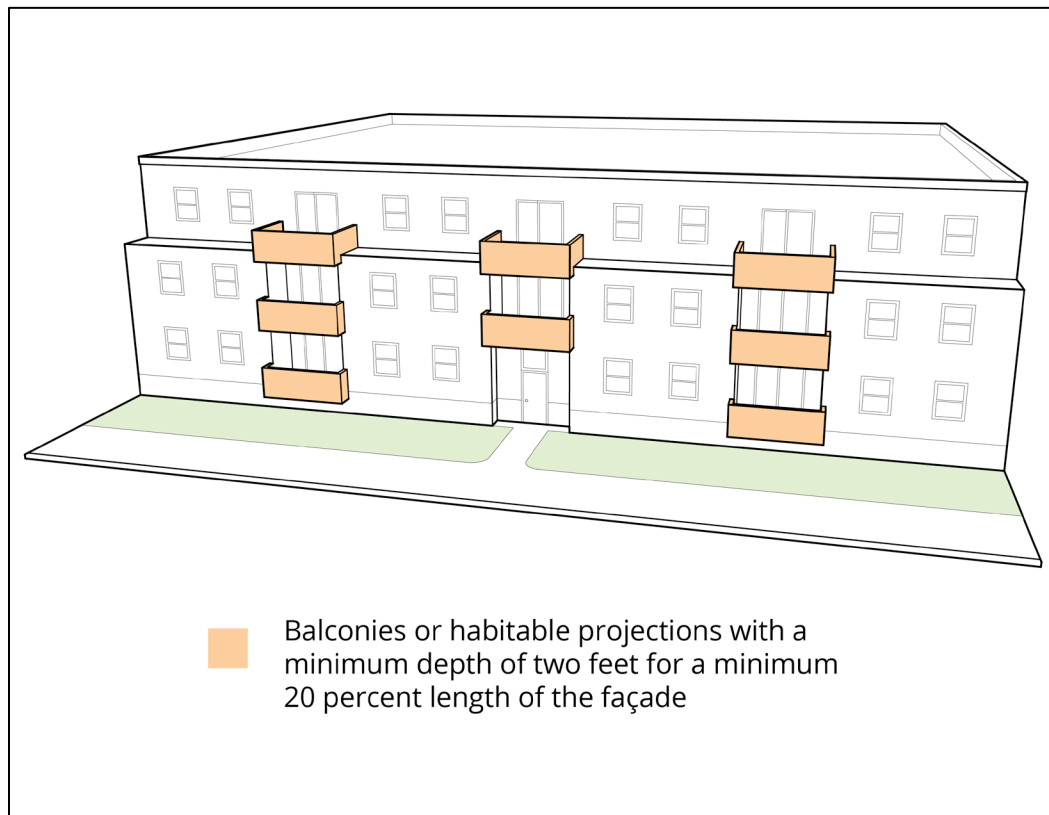 Balconies or habitable projections with a
minimum depth of two feet for a minimum
20 percent length of the façade